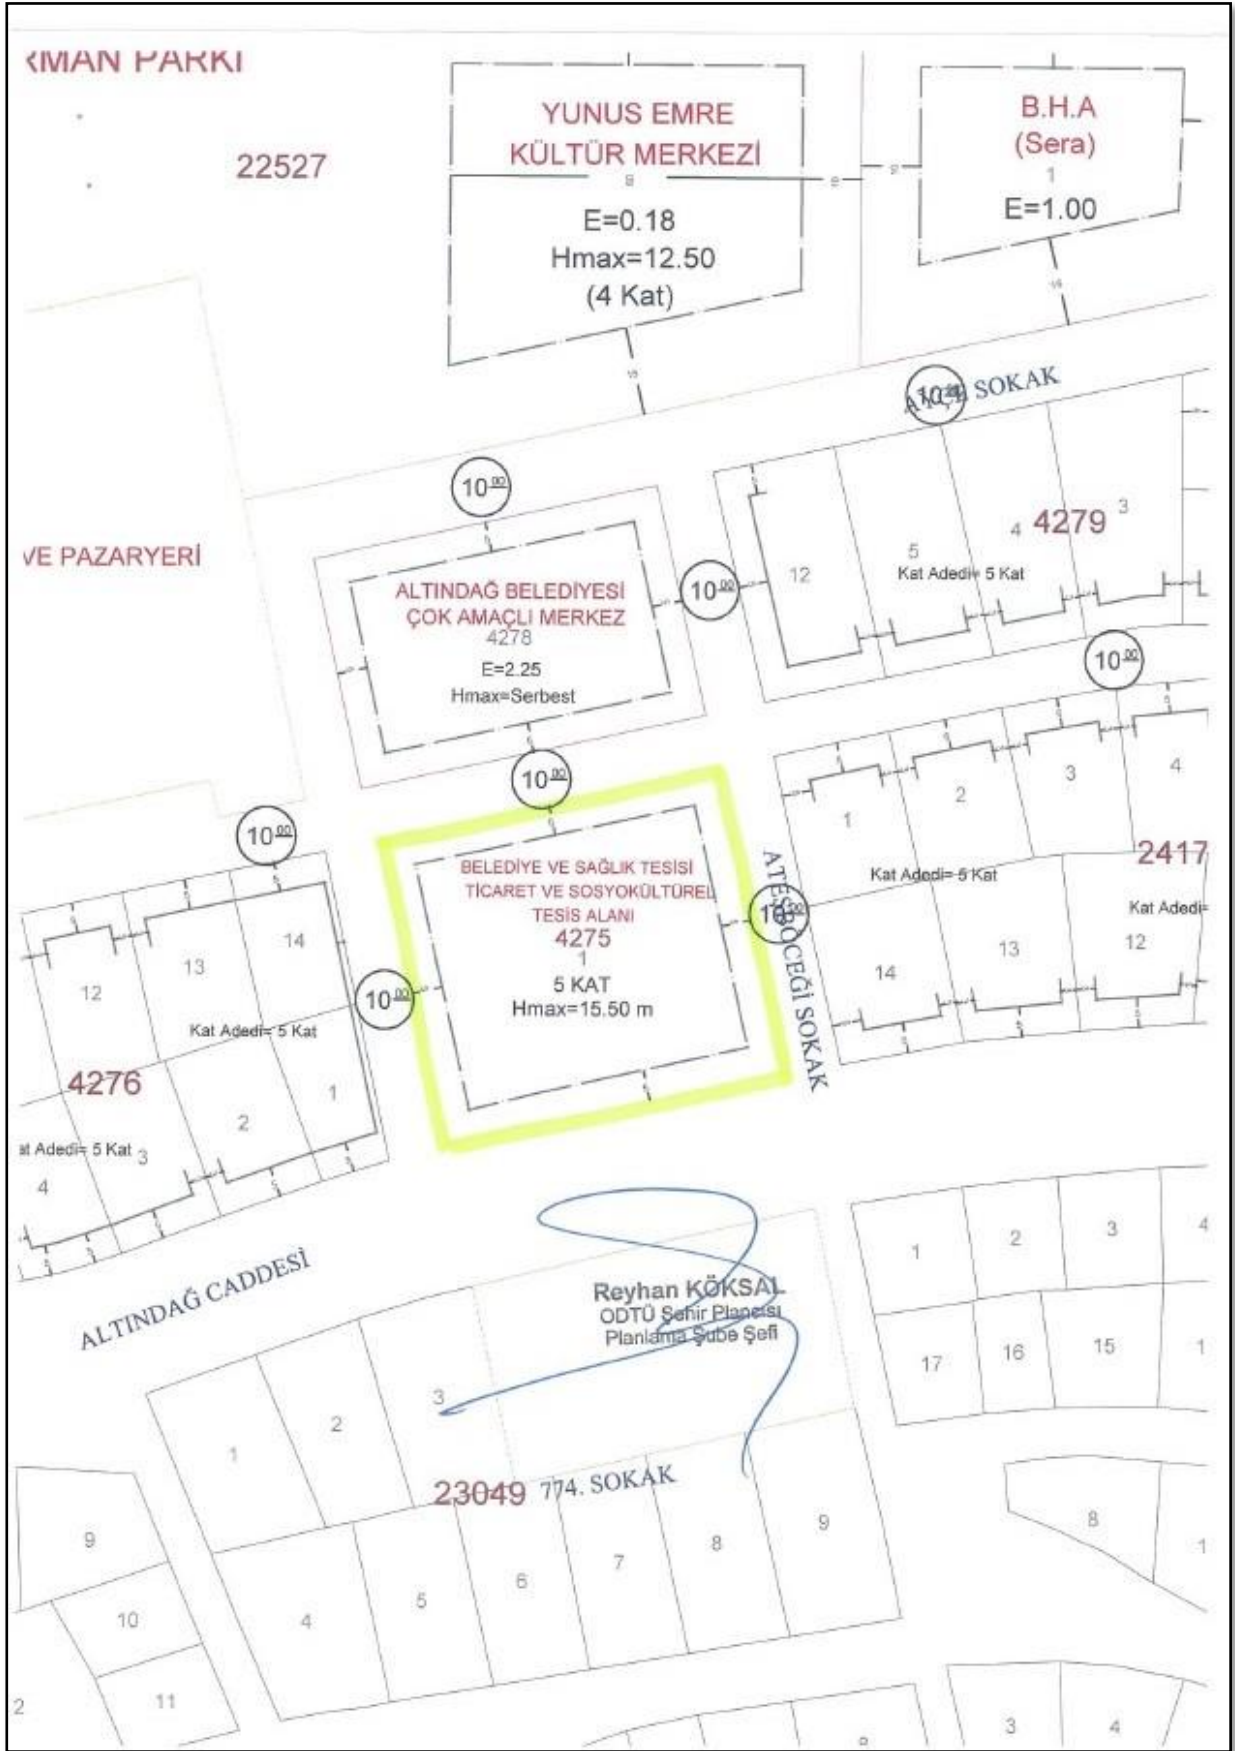 RMAN PARKI
22527
YUNUS EMRE
KÜLTÜR MERKEZİ
E=0.18
Hmax=12.50
(4 Kat)
B.H.A
(Sera)
1
E=1.00
SOKAK
10.00
VE PAZARYERİ
ALTINDAĞ BELEDİYESİ
ÇOK AMAÇLI MERKEZ
4278
E=2.25
Hmax=Serbest
10.00
12
5
4
4279
3
Kat Adedi= 5 Kat
10.00
10.00
10.00
BELEDİYE VE SAĞLIK TESİSİ
TİCARET VE SOSYOKÜLTÜREL
TESİS ALANI
4275
1
5 KAT
Hmax=15.50 m
10.00
ATEŞBÖCEĞİ SOKAK
1
2
3
4
2417
Kat Adedi= 5 Kat
Kat Adedi=
14
13
12
12
13
14
Kat Adedi= 5 Kat
4276
at Adedi= 5 Kat
4
3
2
1
ALTINDAĞ CADDESİ
Reyhan KÖKSAL
ODTÜ Şehir Plancısı
Planlama Şube Şefi
1
2
3
4
17
16
15
1
1
2
3
23049
774. SOKAK
4
5
6
7
8
9
9
10
11
2
8
1
3
4